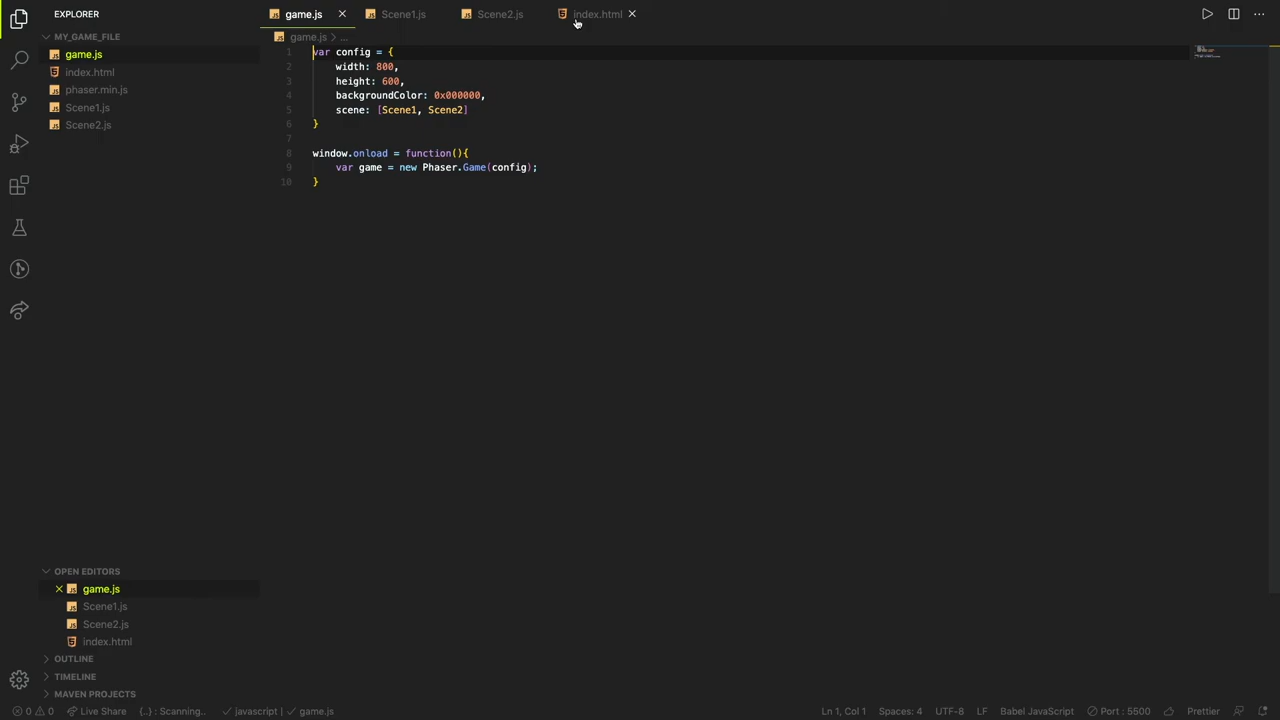 EXPLORER
MY_GAME_FILE
game.js
index.html
phaser.min.js
Scene1.js
Scene2.js
game.js
Scene1.js
Scene2.js
index.html
game.js > ...
1 var config = {
2 width: 800,
3 height: 600,
4 backgroundColor: 0x000000,
5 scene: [Scene1, Scene2]
6 }
7
8 window.onload = function(){
9 var game = new Phaser.Game(config);
10 }
OPEN EDITORS
game.js
Scene1.js
Scene2.js
index.html
OUTLINE
TIMELINE
MAVEN PROJECTS
0 0 Live Share {..} : Scanning.. javascript | game.js Ln 1, Col 1 Spaces: 4 UTF-8 LF Babel JavaScript Port : 5500 Prettier